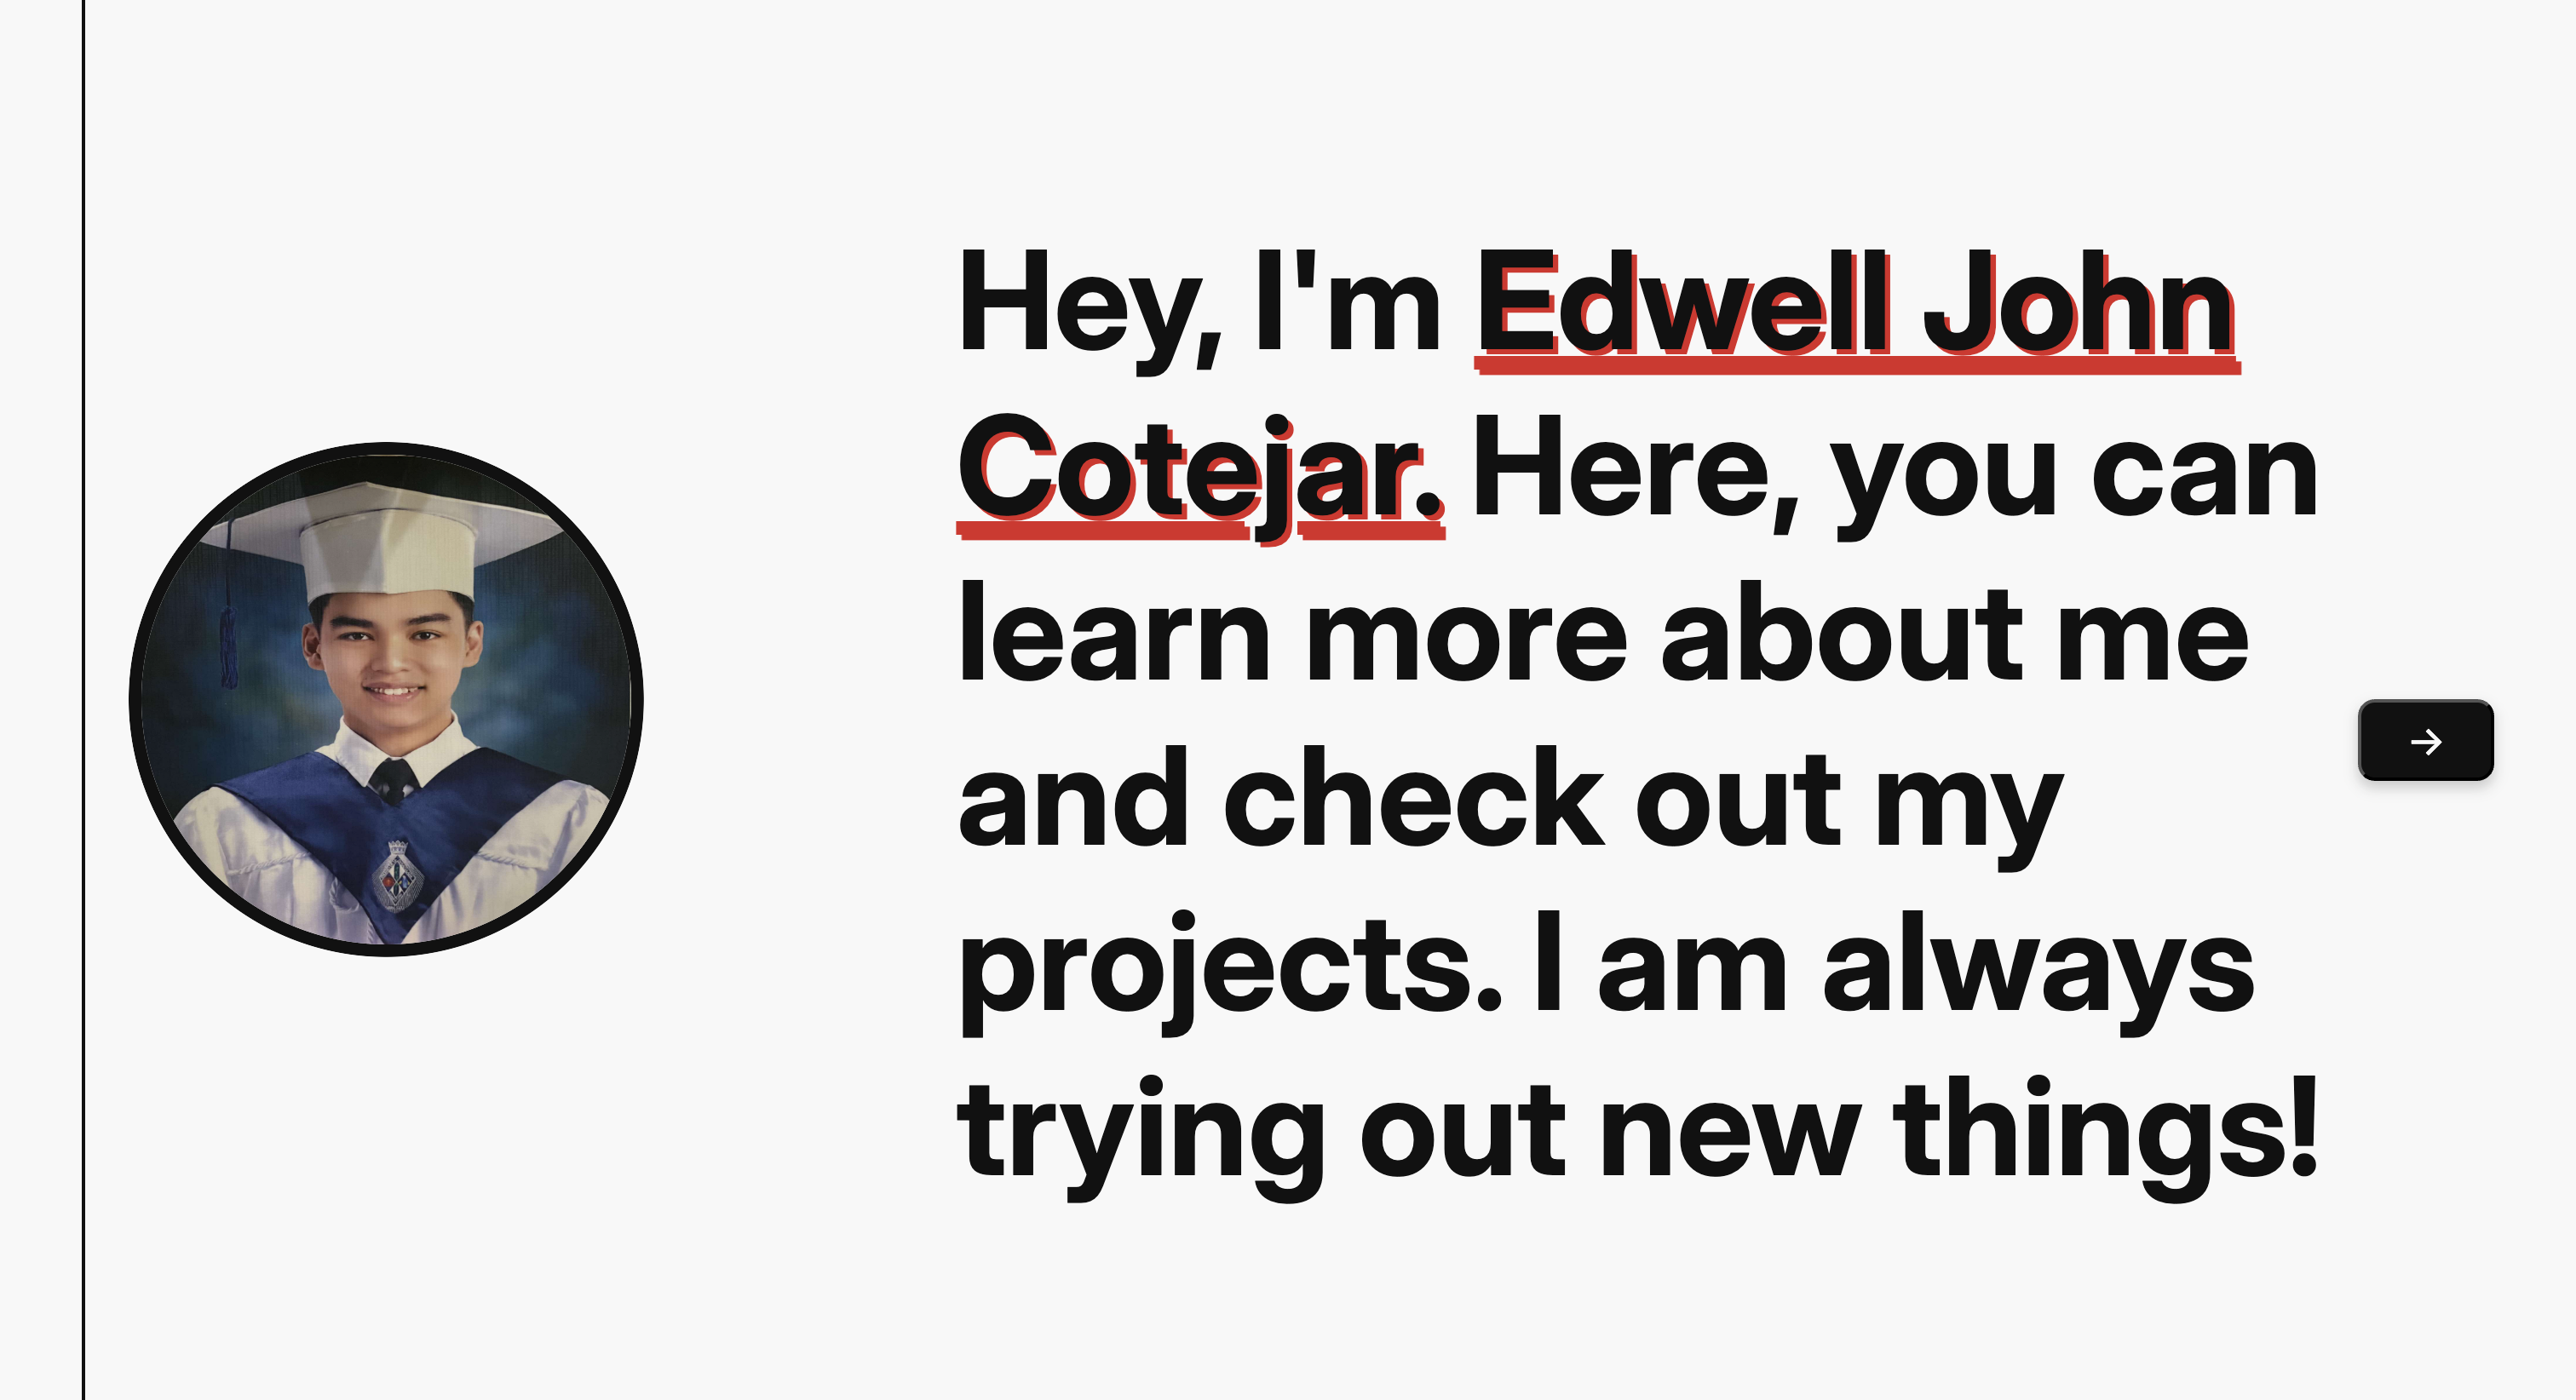 Hey, I'm Edwell John
Cotejar. Here, you can
learn more about me
and check out my
projects. I am always
trying out new things!